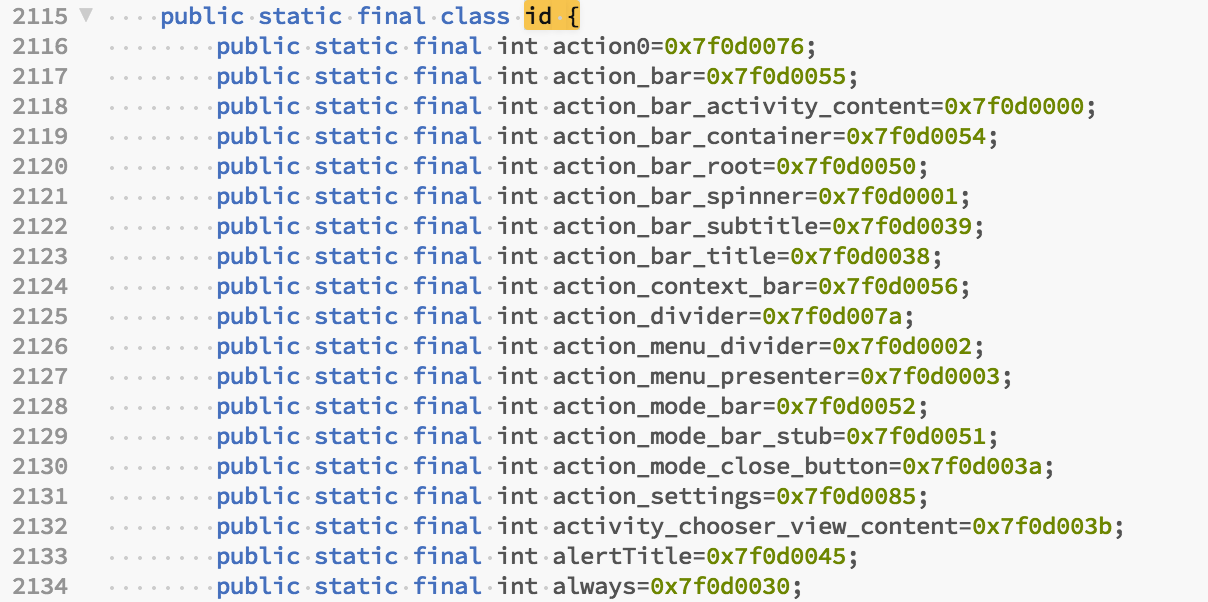 2115 ▼ ····public·static·final·class·id·{
2116 ········public·static·final·int·action0=0x7f0d0076;
2117 ········public·static·final·int·action_bar=0x7f0d0055;
2118 ········public·static·final·int·action_bar_activity_content=0x7f0d0000;
2119 ········public·static·final·int·action_bar_container=0x7f0d0054;
2120 ········public·static·final·int·action_bar_root=0x7f0d0050;
2121 ········public·static·final·int·action_bar_spinner=0x7f0d0001;
2122 ········public·static·final·int·action_bar_subtitle=0x7f0d0039;
2123 ········public·static·final·int·action_bar_title=0x7f0d0038;
2124 ········public·static·final·int·action_context_bar=0x7f0d0056;
2125 ········public·static·final·int·action_divider=0x7f0d007a;
2126 ········public·static·final·int·action_menu_divider=0x7f0d0002;
2127 ········public·static·final·int·action_menu_presenter=0x7f0d0003;
2128 ········public·static·final·int·action_mode_bar=0x7f0d0052;
2129 ········public·static·final·int·action_mode_bar_stub=0x7f0d0051;
2130 ········public·static·final·int·action_mode_close_button=0x7f0d003a;
2131 ········public·static·final·int·action_settings=0x7f0d0085;
2132 ········public·static·final·int·activity_chooser_view_content=0x7f0d003b;
2133 ········public·static·final·int·alertTitle=0x7f0d0045;
2134 ········public·static·final·int·always=0x7f0d0030;